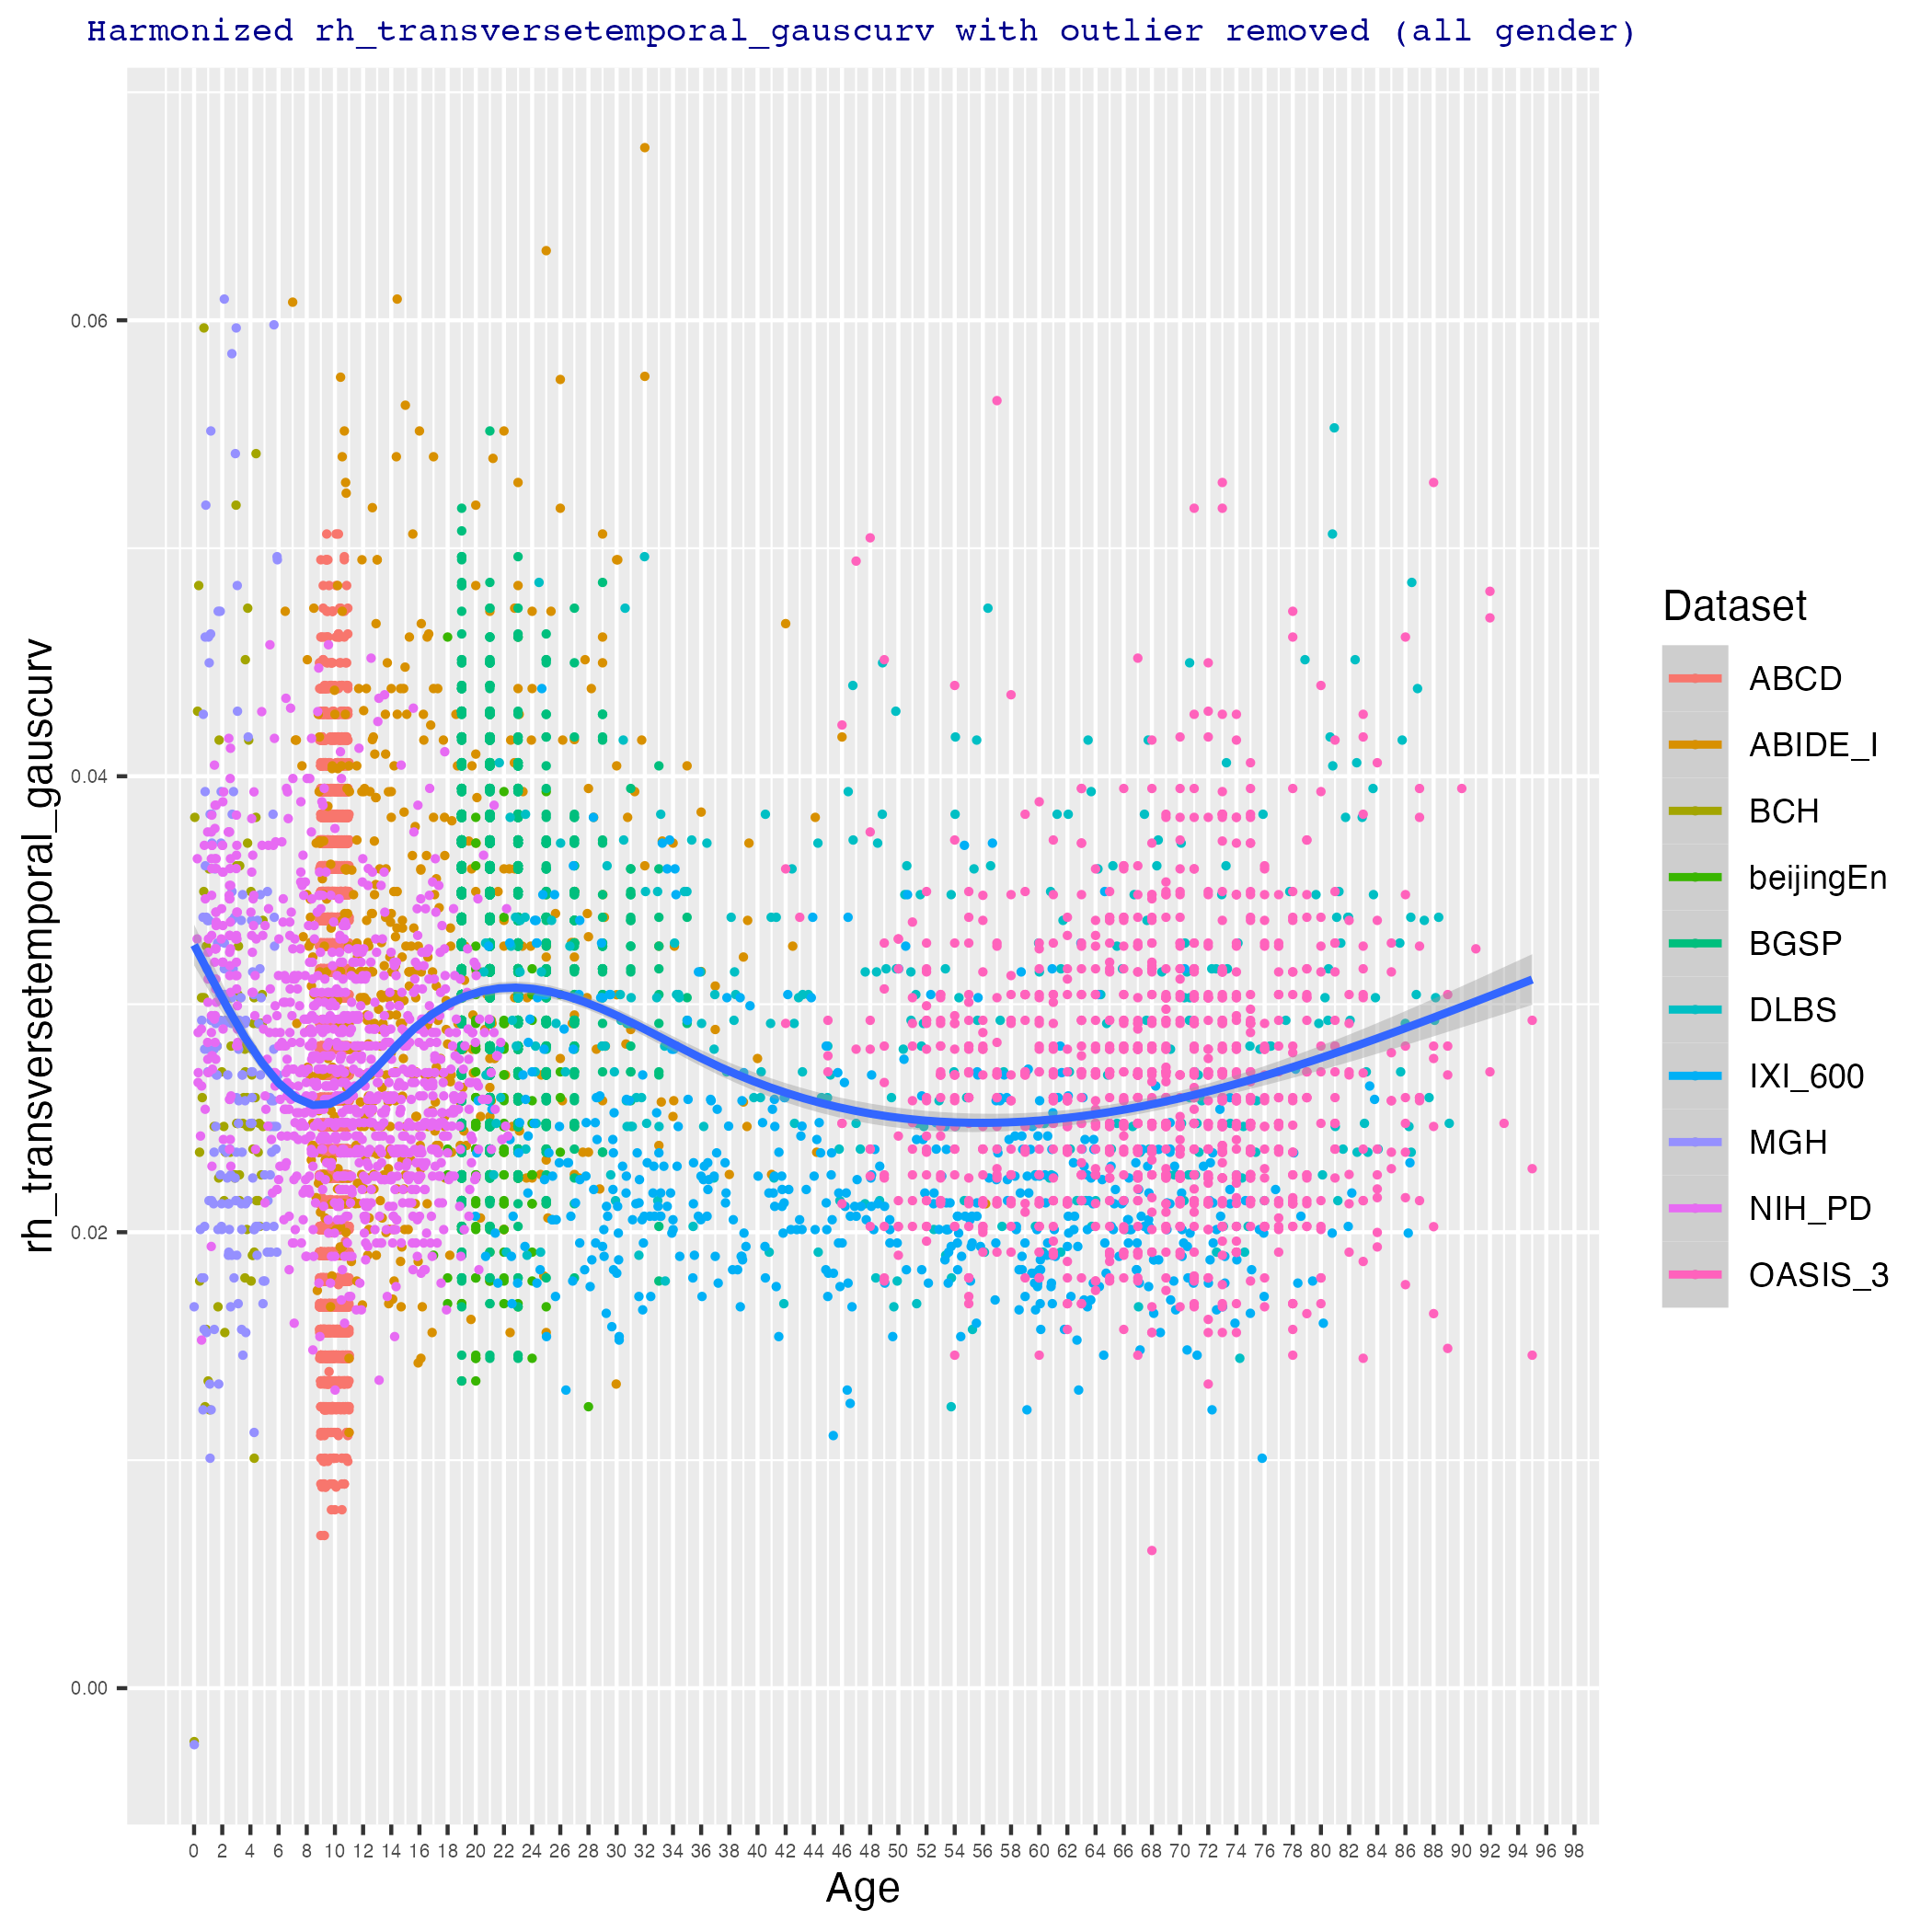 Harmonized rh_transversetemporal_gauscurv with outlier removed (all gender)
rh_transversetemporal_gauscurv
0.06
0.04
0.02
0.00
0 2 4 6 8 10 12 14 16 18 20 22 24 26 28 30 32 34 36 38 40 42 44 46 48 50 52 54 56 58 60 62 64 66 68 70 72 74 76 78 80 82 84 86 88 90 92 94 96 98
Age
Dataset
ABCD
ABIDE_I
BCH
beijingEn
BGSP
DLBS
IXI_600
MGH
NIH_PD
OASIS_3